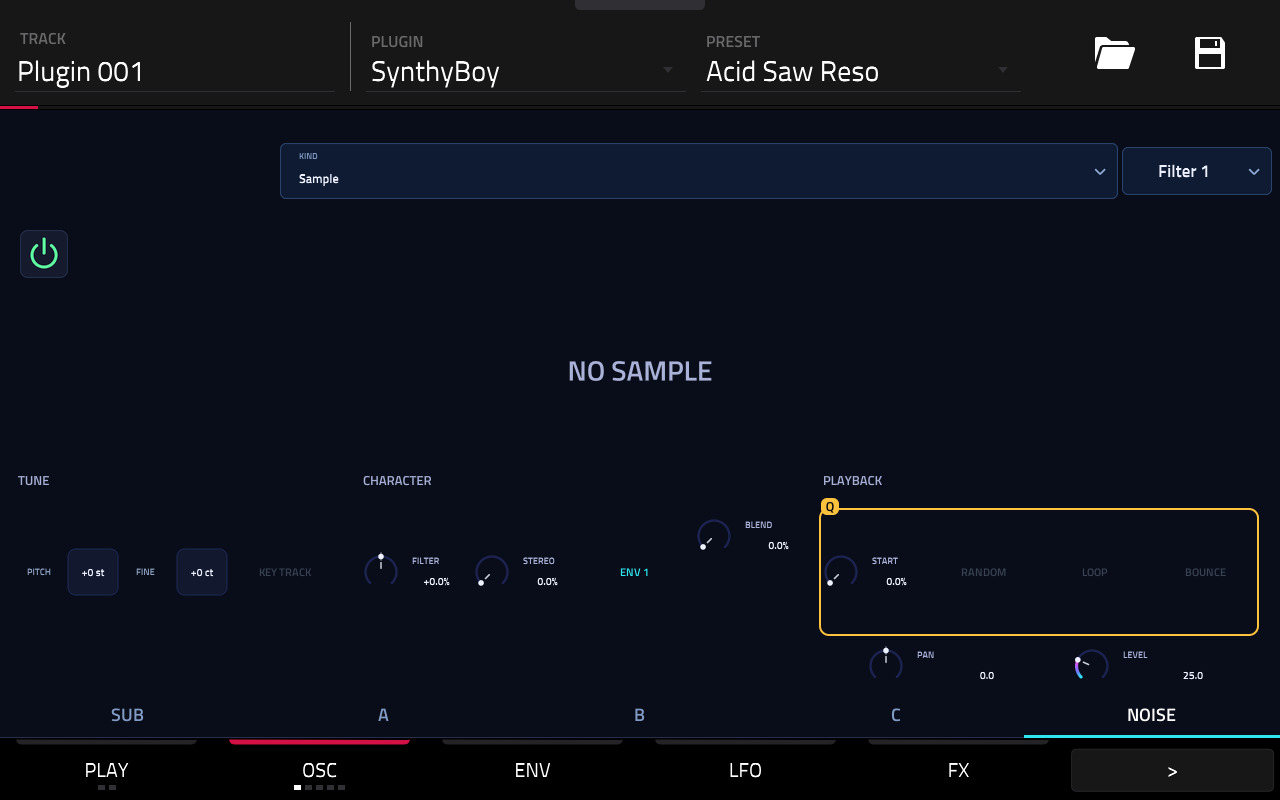 TRACK
Plugin 001
PLUGIN
SynthyBoy
PRESET
Acid Saw Reso
KIND
Sample
Filter 1
NO SAMPLE
TUNE
CHARACTER
PLAYBACK
Q
PITCH
+0 st
FINE
+0 ct
KEY TRACK
FILTER
+0.0%
STEREO
0.0%
ENV 1
BLEND
0.0%
START
0.0%
RANDOM
LOOP
BOUNCE
PAN
0.0
LEVEL
25.0
SUB
A
B
C
NOISE
PLAY
OSC
ENV
LFO
FX
>